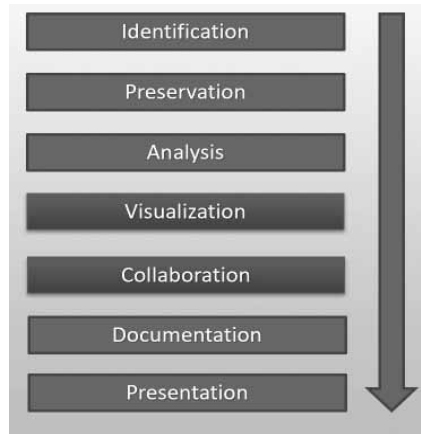 Identification
Preservation
Analysis
Visualization
Collaboration
Documentation
Presentation